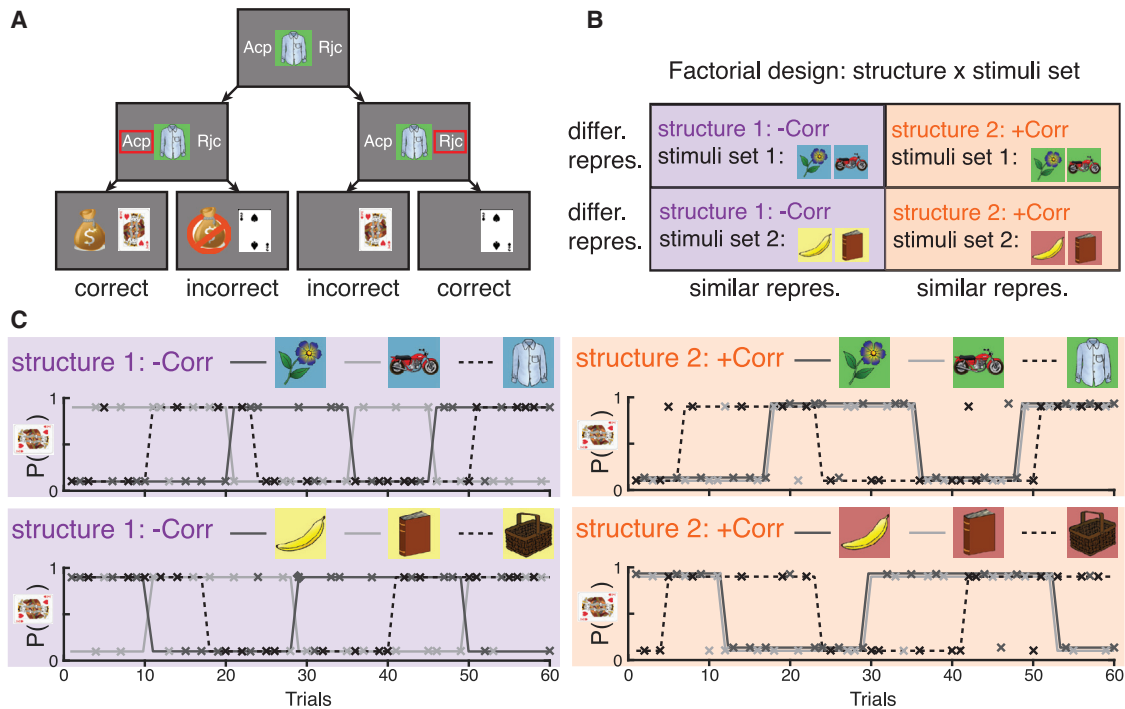 A
Acp Rjc
Acp Rjc
Acp Rjc
$
$
correct
incorrect
incorrect
correct
B
Factorial design: structure x stimuli set
differ.
repres.
structure 1: -Corr
stimuli set 1:
structure 2: +Corr
stimuli set 1:
differ.
repres.
structure 1: -Corr
stimuli set 2:
structure 2: +Corr
stimuli set 2:
similar repres.
similar repres.
C
structure 1: -Corr
1
P( )
0
structure 2: +Corr
1
P( )
0
structure 1: -Corr
1
P( )
0
0 10 20 30 40 50 60
Trials
structure 2: +Corr
1
P( )
0
0 10 20 30 40 50 60
Trials